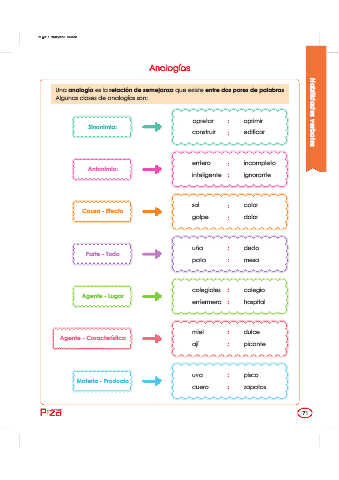 Analogías
Una analogía es la relación de semejanza que existe entre dos pares de palabras
Algunas clases de analogías son:
Sinonimia:
apretar : oprimir
construir : edificar
Antonimia:
entero : incompleto
inteligente : ignorante
Causa - Efecto
sol : calor
golpe : dolor
Parte - Todo
uña : dedo
pata : mesa
Agente - Lugar
colegiales : colegio
enfermera : hospital
Agente - Característica
miel : dulce
ají : picante
Materia - Producto
uva : pisco
cuero : zapatos
Habilidades verbales
71